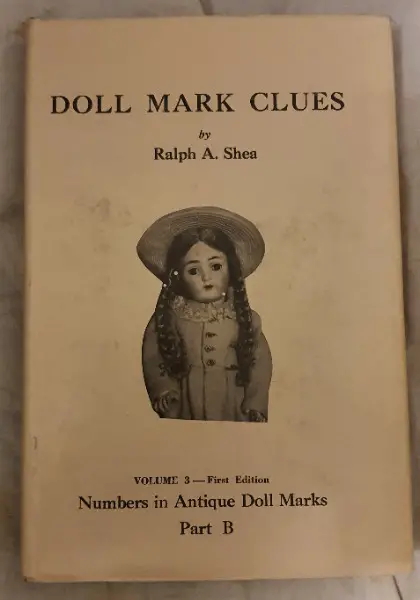 DOLL MARK CLUES
by
Ralph A. Shea
VOLUME 3 — First Edition
Numbers in Antique Doll Marks
Part B